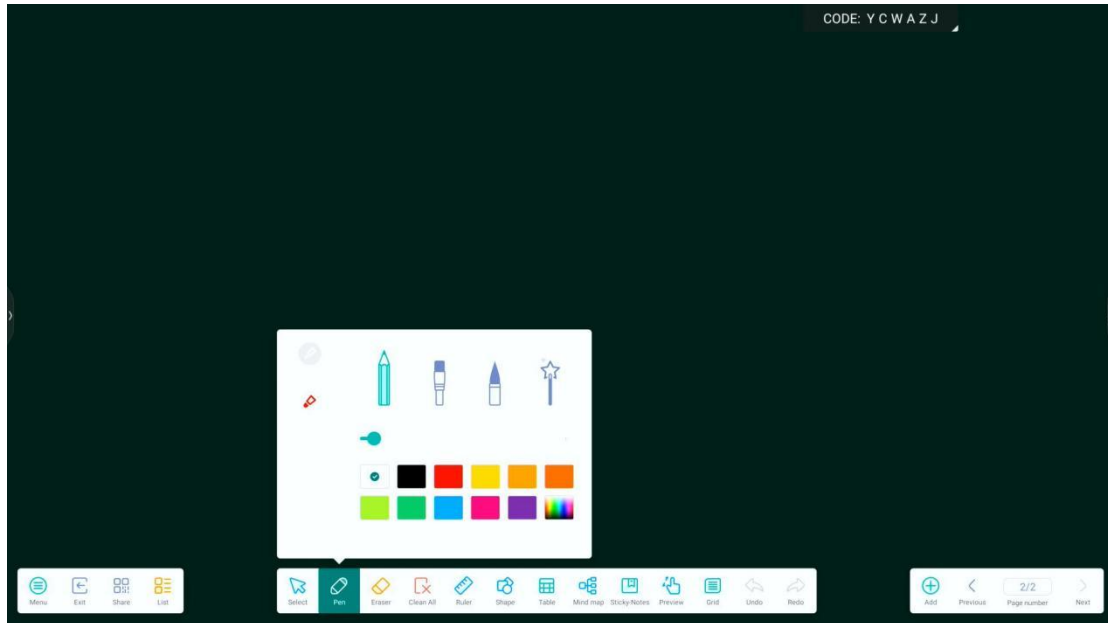 CODE: Y C W A Z J
Menu Exit Share List Select Pen Eraser Clean All Ruler Shape Table Mind map Sticky Notes Preview Grid Undo Redo Add Previous 2/2 Page number Next